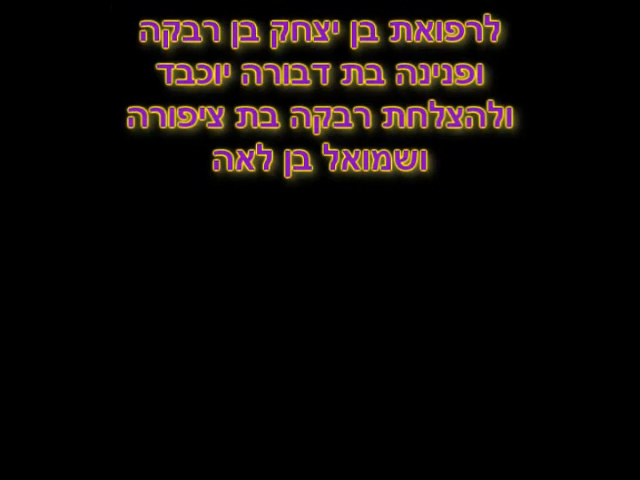 לרפואת בן יצחק בן רבקה
ופנינה בת דבורה יוכבד
ולהצלחת רבקה בת ציפורה
ושמואל בן לאה